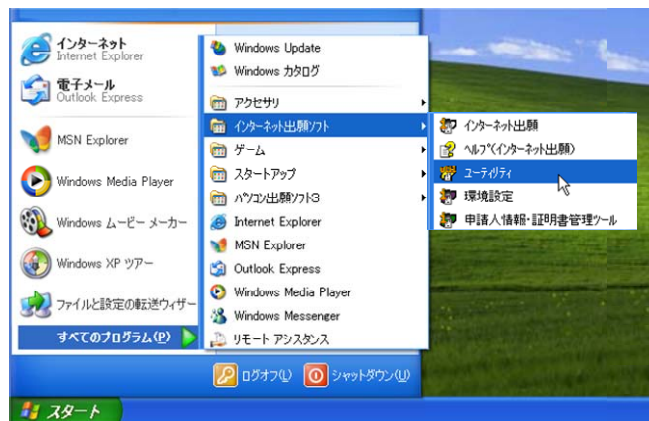 インターネット
Internet Explorer
電子メール
Outlook Express
MSN Explorer
Windows Media Player
Windows ムービー メーカー
Windows XP ツアー
ファイルと設定の転送ウィザー
すべてのプログラム(P)
Windows Update
Windows カタログ
アクセサリ
インターネット出願ソフト
ゲーム
スタートアップ
パソコン出願ソフト3
Internet Explorer
MSN Explorer
Outlook Express
Windows Media Player
Windows Messenger
リモート アシスタンス
インターネット出願
ヘルプ(インターネット出願)
ユーティリティ
環境設定
申請人情報・証明書管理ツール
ログオフ(L)
シャットダウン(U)
スタート